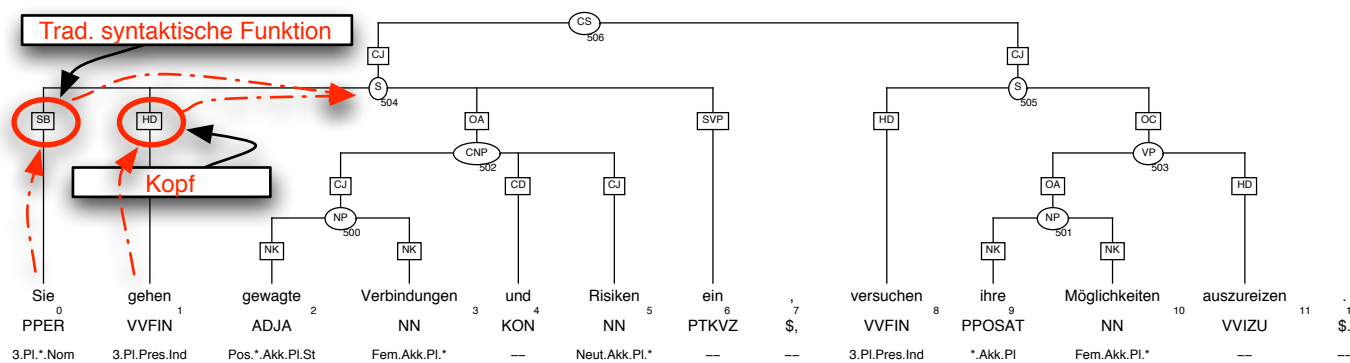 CS
506
Trad. syntaktische Funktion
CJ CJ
S S
504 505
SB HD OA SVP HD OC
CNP VP
502 503
Kopf
CJ CD CJ OA HD
NP NP
500 501
NK NK NK NK
Sie gehen gewagte Verbindungen und Risiken ein , versuchen ihre Möglichkeiten auszureizen .
0 1 2 3 4 5 6 7 8 9 10 11 1
PPER VVFIN ADJA NN KON NN PTKVZ $, VVFIN PPOSAT NN VVIZU $.
3.Pl.*.Nom 3.Pl.Pres.Ind Pos.*.Akk.Pl.St Fem.Akk.Pl.* -- Neut.Akk.Pl.* -- -- 3.Pl.Pres.Ind *.Akk.Pl Fem.Akk.Pl.* -- --